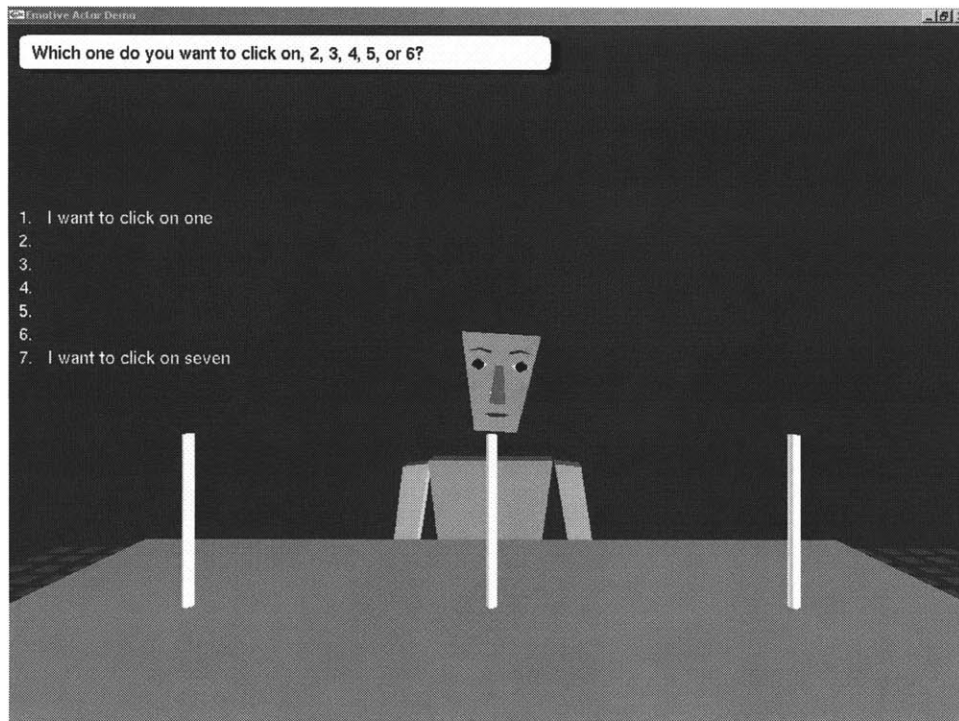 Emotive Actor Demo
Which one do you want to click on, 2, 3, 4, 5, or 6?
1. I want to click on one
2.
3.
4.
5.
6.
7. I want to click on seven